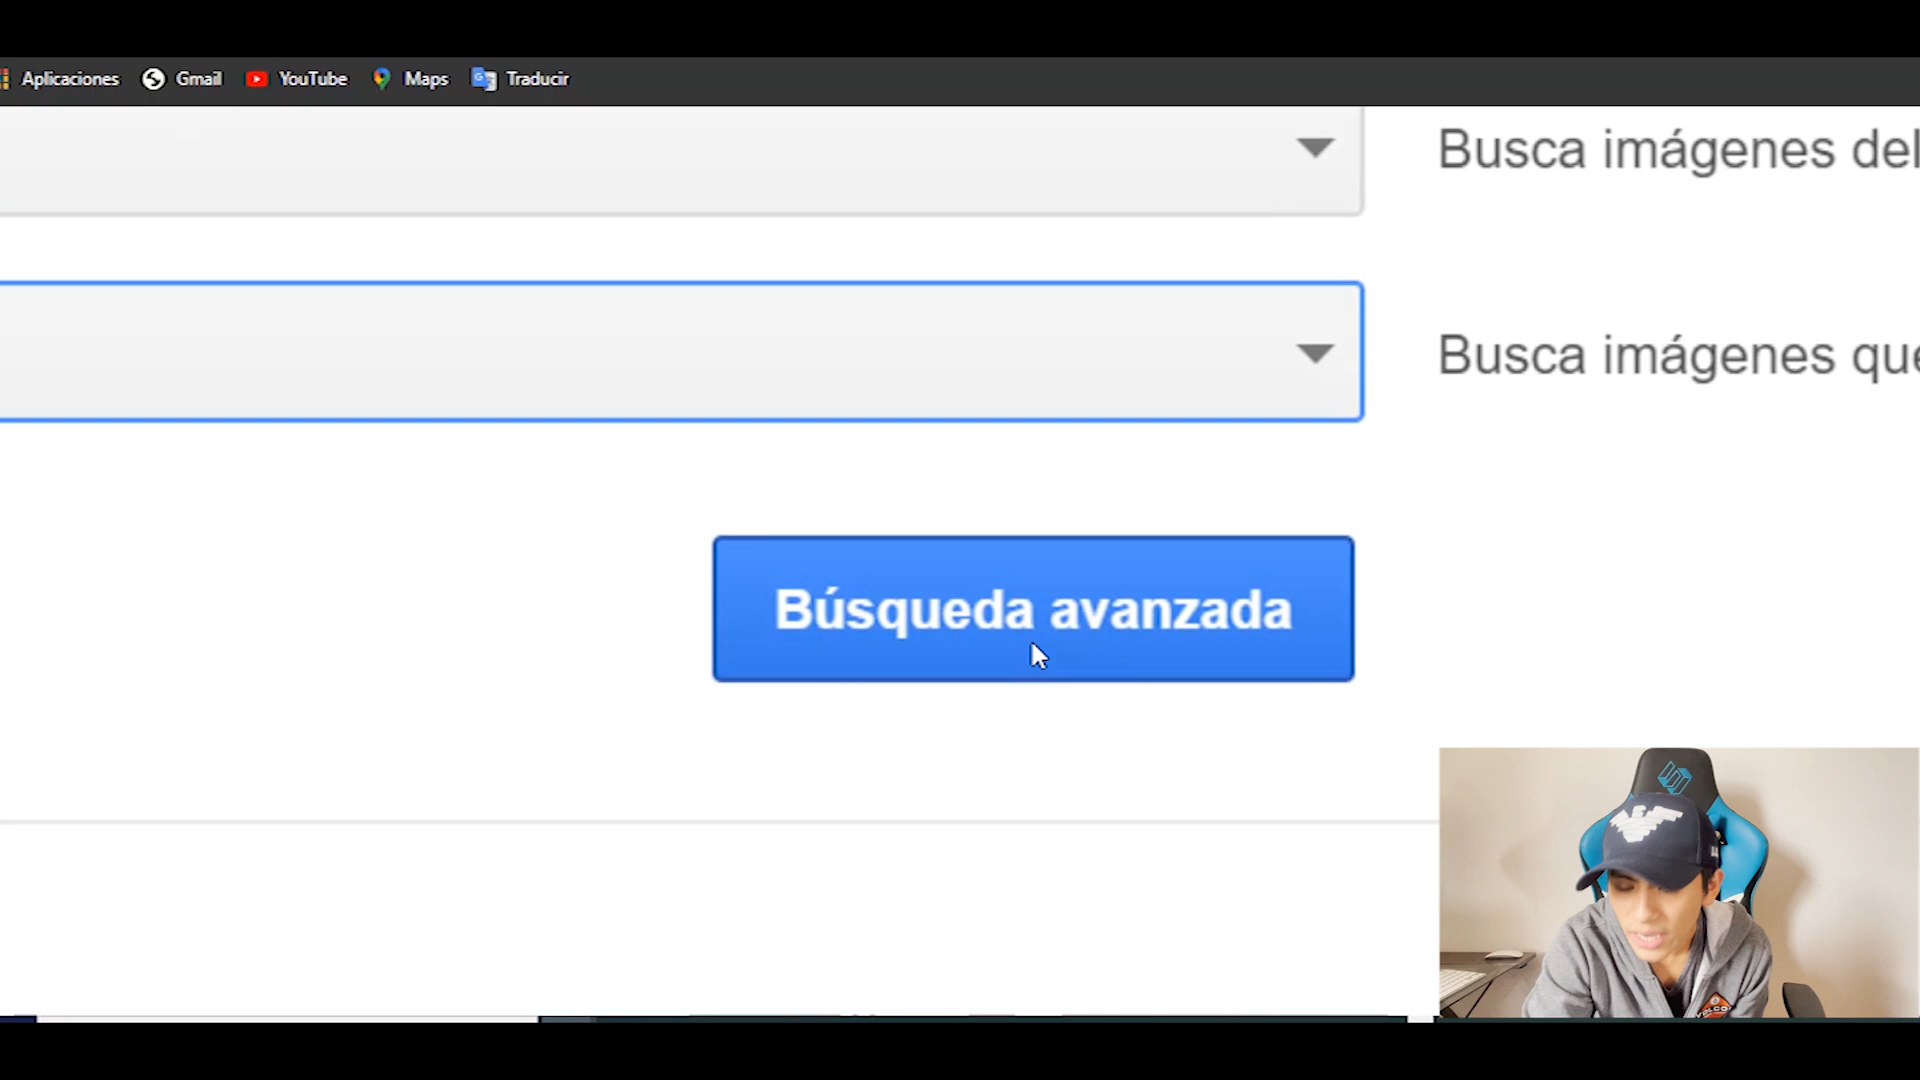 Aplicaciones Gmail YouTube Maps Traducir
Busca imágenes del
Busca imágenes que
Búsqueda avanzada